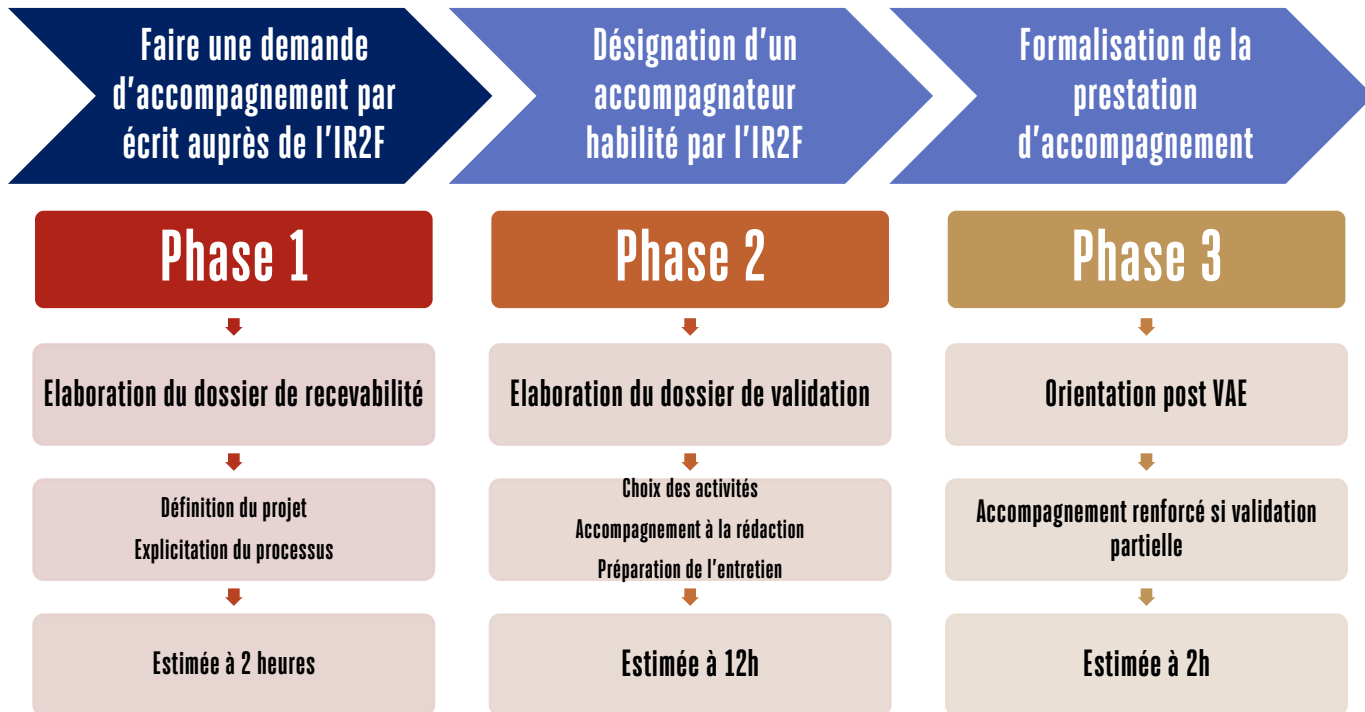 Faire une demande
d'accompagnement par
écrit auprès de l'IR2F
Désignation d'un
accompagnateur
habilité par l'IR2F
Formalisation de la
prestation
d'accompagnement
Phase 1
Elaboration du dossier de recevabilité
Définition du projet
Explicitation du processus
Estimée à 2 heures
Phase 2
Elaboration du dossier de validation
Choix des activités
Accompagnement à la rédaction
Préparation de l'entretien
Estimée à 12h
Phase 3
Orientation post VAE
Accompagnement renforcé si validation
partielle
Estimée à 2h